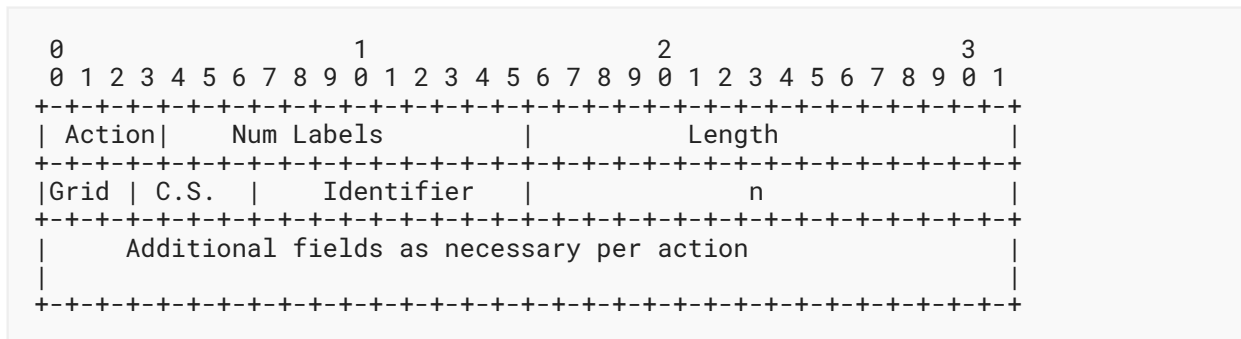 0                   1                   2                   3
 0 1 2 3 4 5 6 7 8 9 0 1 2 3 4 5 6 7 8 9 0 1 2 3 4 5 6 7 8 9 0 1
+-+-+-+-+-+-+-+-+-+-+-+-+-+-+-+-+-+-+-+-+-+-+-+-+-+-+-+-+-+-+-+-+
| Action|    Num Labels         |          Length               |
+-+-+-+-+-+-+-+-+-+-+-+-+-+-+-+-+-+-+-+-+-+-+-+-+-+-+-+-+-+-+-+-+
|Grid | C.S.  |    Identifier   |              n                |
+-+-+-+-+-+-+-+-+-+-+-+-+-+-+-+-+-+-+-+-+-+-+-+-+-+-+-+-+-+-+-+-+
|     Additional fields as necessary per action                 |
|                                                               |
+-+-+-+-+-+-+-+-+-+-+-+-+-+-+-+-+-+-+-+-+-+-+-+-+-+-+-+-+-+-+-+-+